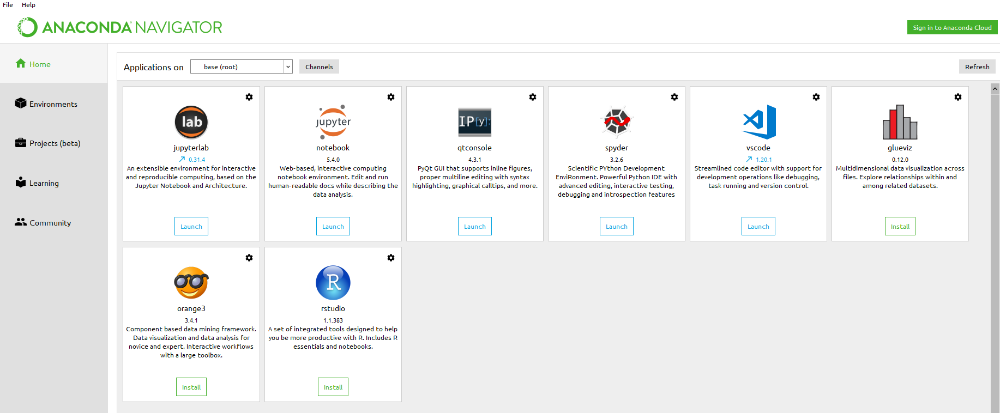 File Help
ANACONDA NAVIGATOR
Sign in to Anaconda Cloud
Home
Environments
Projects (beta)
Learning
Community
Applications on base (root) Channels Refresh
lab
jupyterlab
0.31.4
An extensible environment for interactive
and reproducible computing, based on the
Jupyter Notebook and Architecture.
Launch
jupyter
notebook
5.4.0
Web-based, interactive computing
notebook environment. Edit and run
human-readable docs while describing the
data analysis.
Launch
IP[y]:
qtconsole
4.3.1
PyQt GUI that supports inline figures,
proper multiline editing with syntax
highlighting, graphical calltips, and more.
Launch
spyder
3.2.6
Scientific PYthon Development
EnviRonment. Powerful Python IDE with
advanced editing, interactive testing,
debugging and introspection features
Launch
vscode
1.20.1
Streamlined code editor with support for
development operations like debugging,
task running and version control.
Launch
glueviz
0.12.0
Multidimensional data visualization across
files. Explore relationships within and
among related datasets.
Install
orange3
3.4.1
Component based data mining framework.
Data visualization and data analysis for
novice and expert. Interactive workflows
with a large toolbox.
Install
R
rstudio
1.1.383
A set of integrated tools designed to help
you be more productive with R. Includes R
essentials and notebooks.
Install